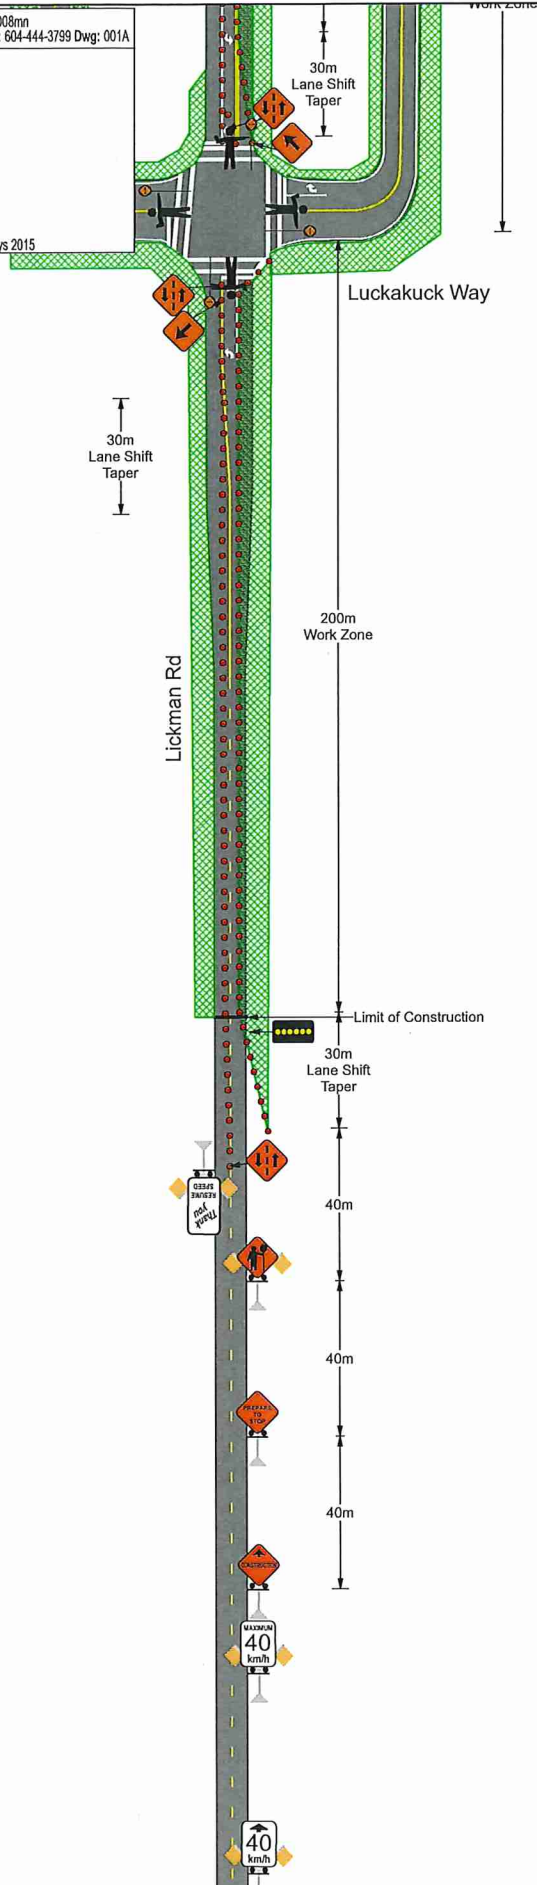 008mn
: 604-444-3799 Dwg: 001A
ys 2015
Work Zone
30m
Lane Shift
Taper
Luckakuck Way
30m
Lane Shift
Taper
200m
Work Zone
Lickman Rd
Limit of Construction
30m
Lane Shift
Taper
Thank
you
RESUME
SPEED
40m
40m
PREPARE
TO
STOP
40m
CONSTRUCTION
MAXIMUM
40
km/h
40
km/h